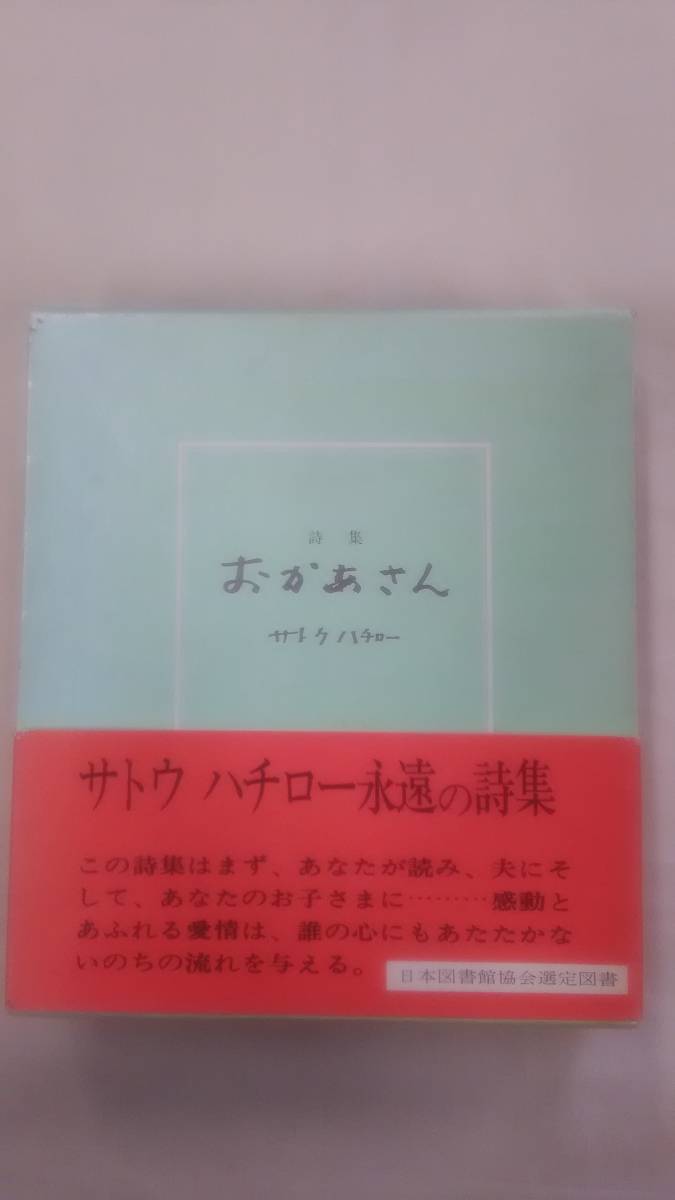 詩集
おかあさん
サトウハチロー
サトウ ハチロー永遠の詩集
この詩集はまず、あなたが読み、夫にそ
して、あなたのお子さまに………感動と
あふれる愛情は、誰の心にもあたたかな
いのちの流れを与える。
日本図書館協会選定図書